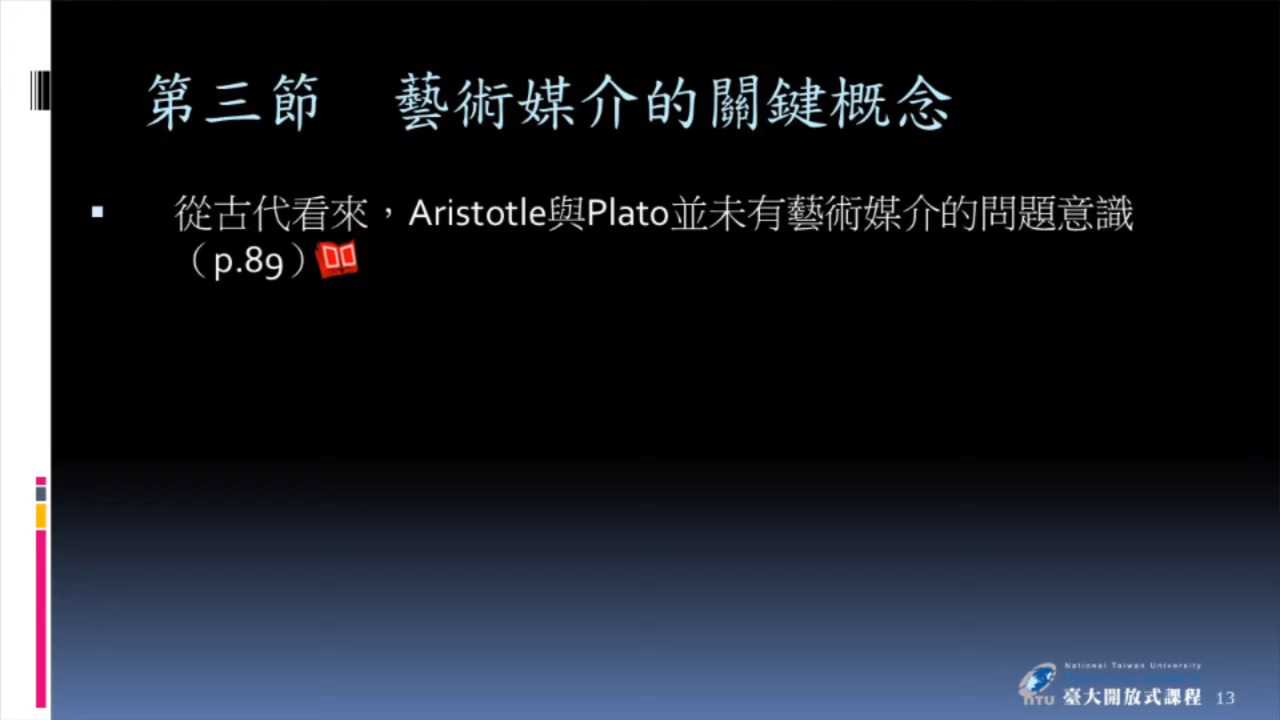 第三節　藝術媒介的關鍵概念
從古代看來，Aristotle與Plato並未有藝術媒介的問題意識
（p.89）
National Taiwan University
NTU 臺大開放式課程 13